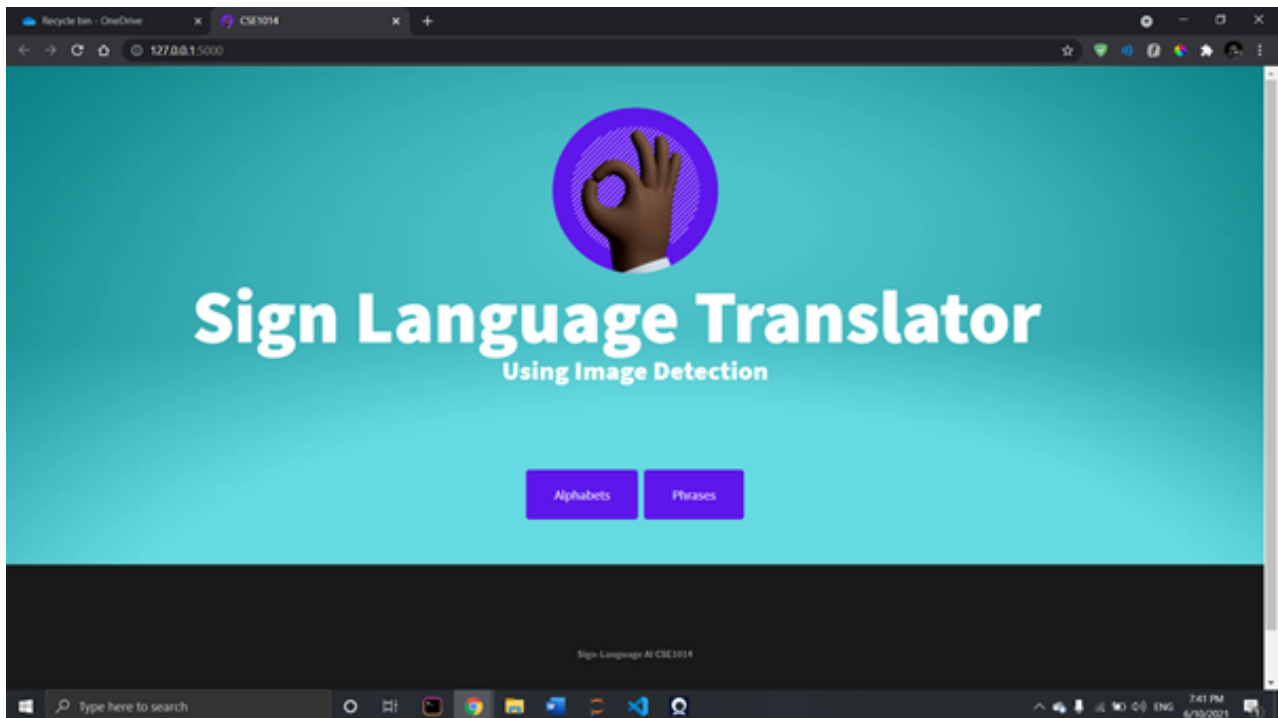 Recycle bin - OneDrive
CSE1014
127.0.0.1:5000
Sign Language Translator
Using Image Detection
Alphabets
Phrases
Sign-Language AI CSE1014
Type here to search
ENG
7:41 PM
6/10/2021